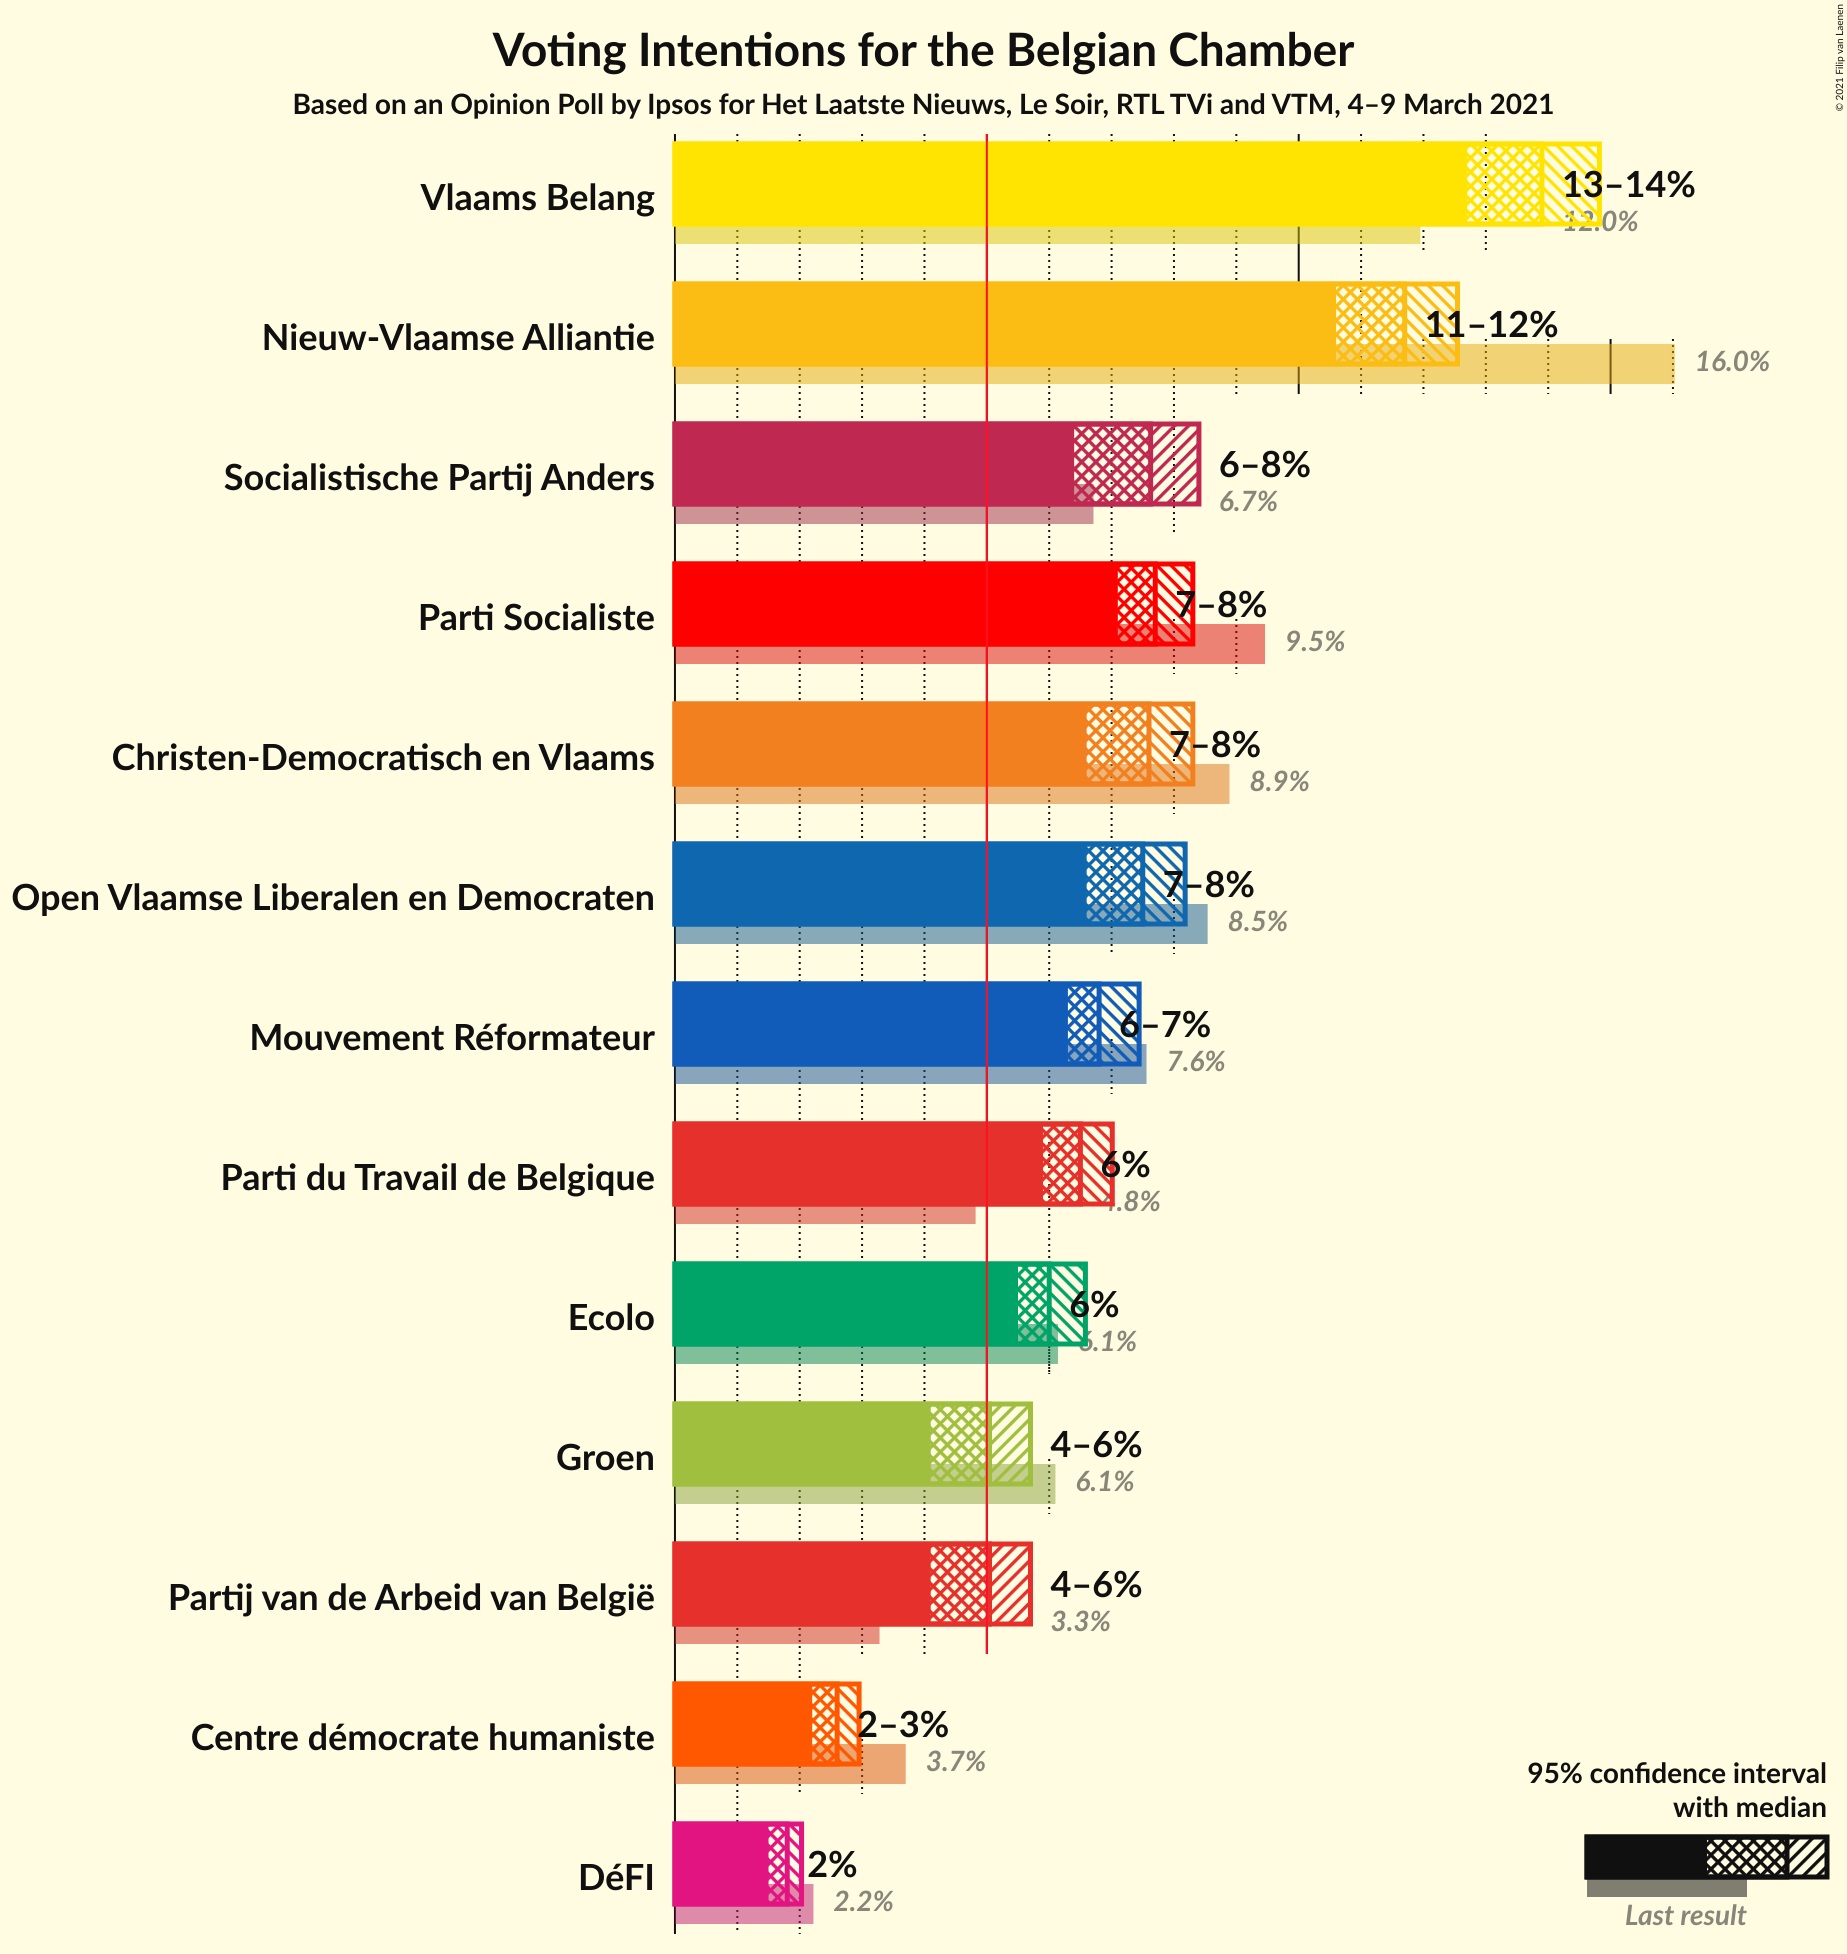 Voting Intentions for the Belgian Chamber
Based on an Opinion Poll by Ipsos for Het Laatste Nieuws, Le Soir, RTL TVi and VTM, 4–9 March 2021
© 2021 Filip van Laenen
Vlaams Belang
13–14%
12.0%
Nieuw-Vlaamse Alliantie
11–12%
16.0%
Socialistische Partij Anders
6–8%
6.7%
Parti Socialiste
7–8%
9.5%
Christen-Democratisch en Vlaams
7–8%
8.9%
Open Vlaamse Liberalen en Democraten
7–8%
8.5%
Mouvement Réformateur
6–7%
7.6%
Parti du Travail de Belgique
6%
4.8%
Ecolo
6%
6.1%
Groen
4–6%
6.1%
Partij van de Arbeid van België
4–6%
3.3%
Centre démocrate humaniste
2–3%
3.7%
DéFI
2%
2.2%
95% confidence interval
with median
Last result